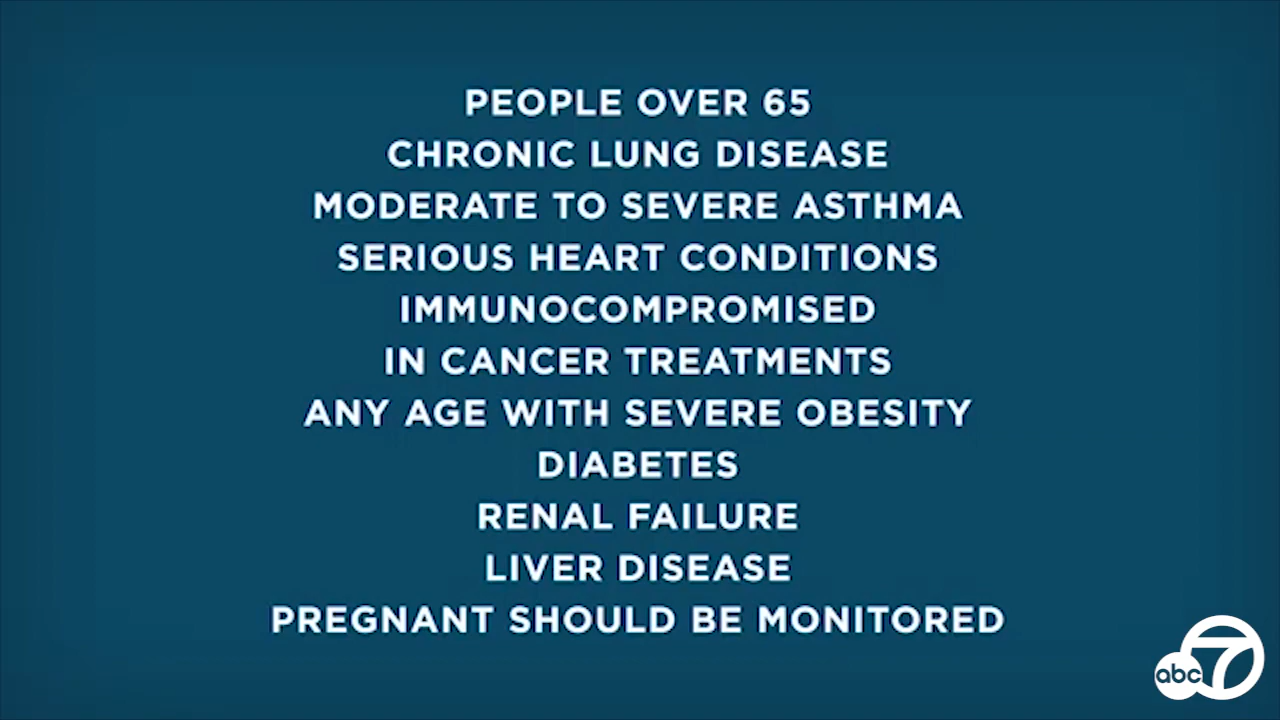 PEOPLE OVER 65
CHRONIC LUNG DISEASE
MODERATE TO SEVERE ASTHMA
SERIOUS HEART CONDITIONS
IMMUNOCOMPROMISED
IN CANCER TREATMENTS
ANY AGE WITH SEVERE OBESITY
DIABETES
RENAL FAILURE
LIVER DISEASE
PREGNANT SHOULD BE MONITORED
abc 7